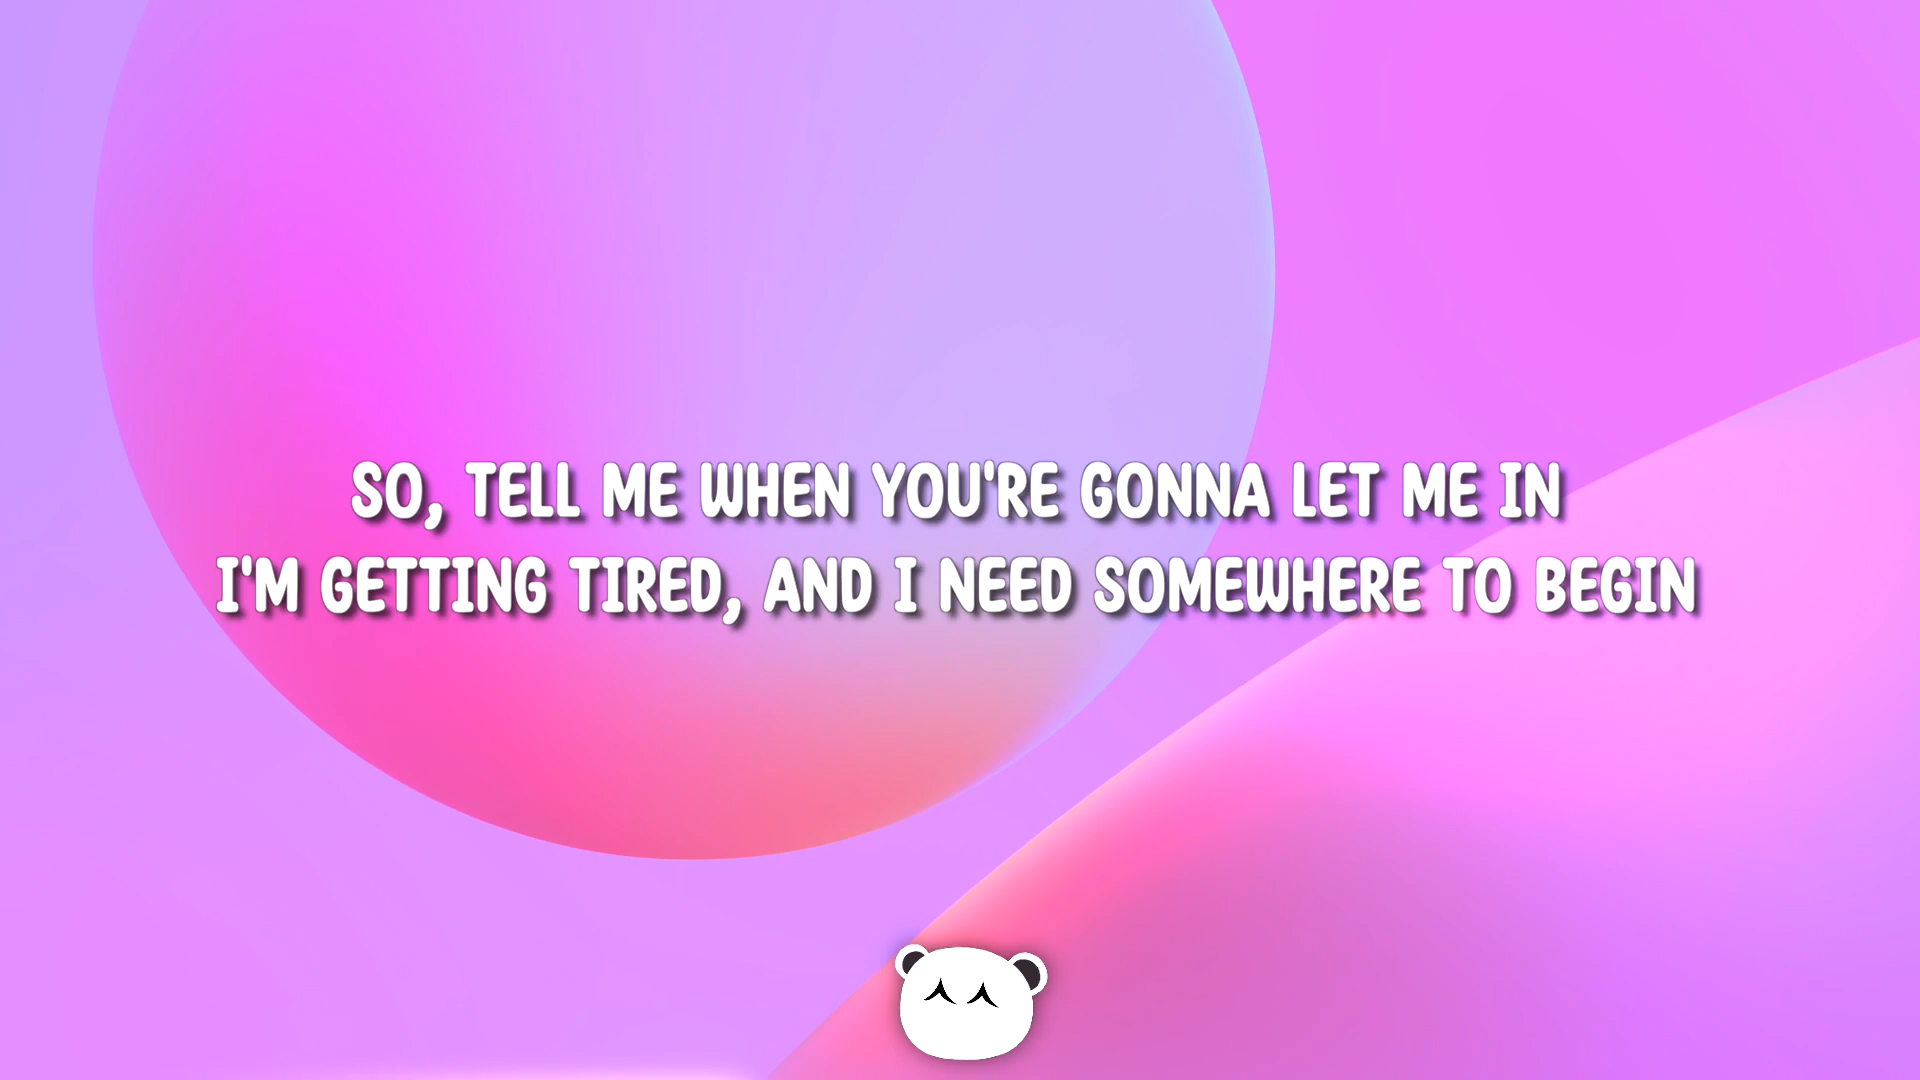 SO, TELL ME WHEN YOU'RE GONNA LET ME IN
I'M GETTING TIRED, AND I NEED SOMEWHERE TO BEGIN